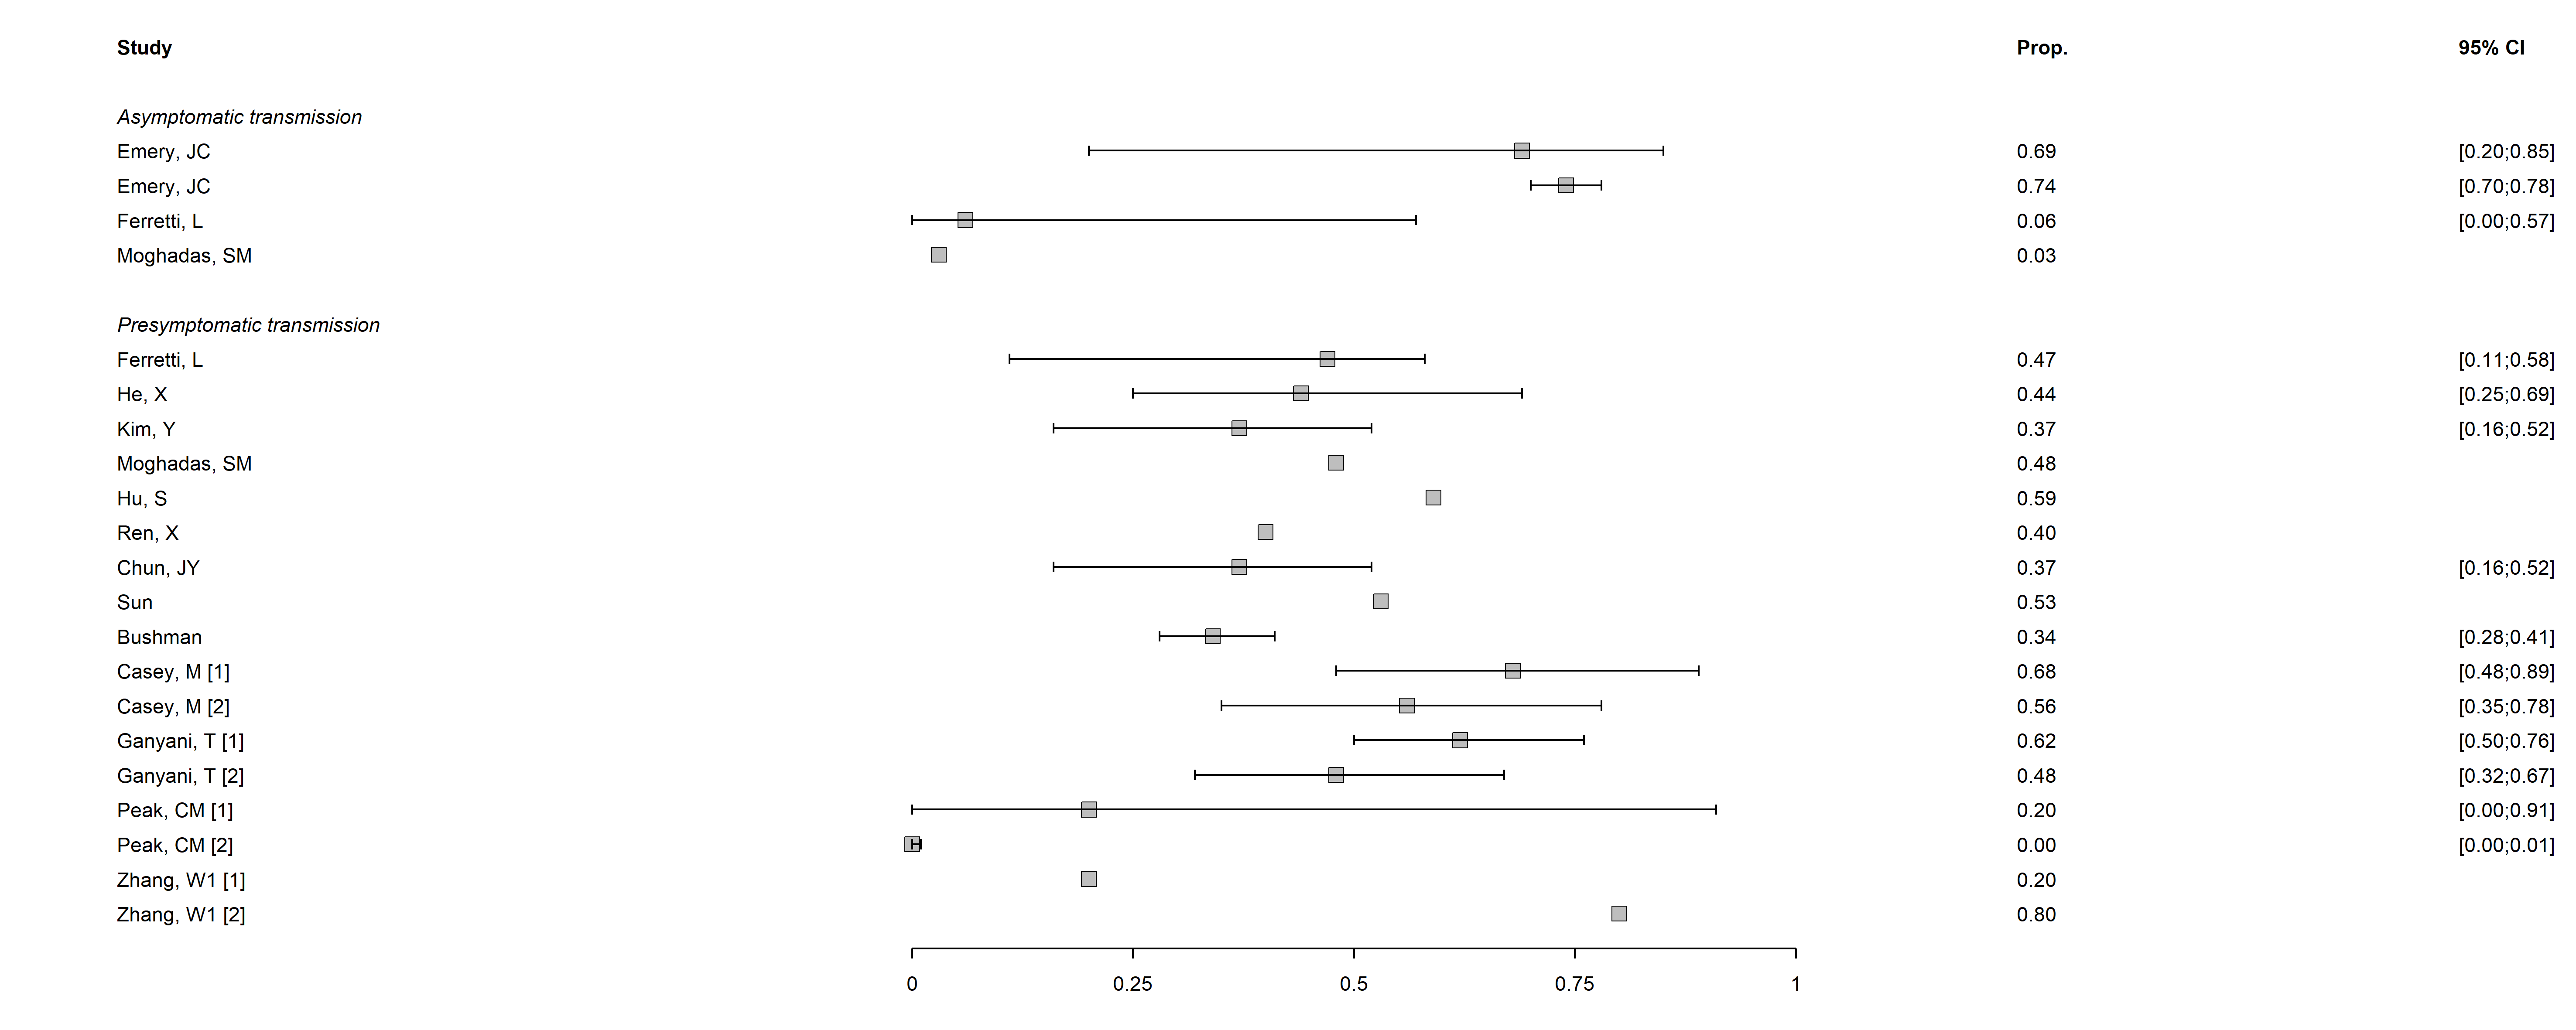 Study Prop. 95% CI
Asymptomatic transmission
Emery, JC 0.69 [0.20;0.85]
Emery, JC 0.74 [0.70;0.78]
Ferretti, L 0.06 [0.00;0.57]
Moghadas, SM 0.03
Presymptomatic transmission
Ferretti, L 0.47 [0.11;0.58]
He, X 0.44 [0.25;0.69]
Kim, Y 0.37 [0.16;0.52]
Moghadas, SM 0.48
Hu, S 0.59
Ren, X 0.40
Chun, JY 0.37 [0.16;0.52]
Sun 0.53
Bushman 0.34 [0.28;0.41]
Casey, M [1] 0.68 [0.48;0.89]
Casey, M [2] 0.56 [0.35;0.78]
Ganyani, T [1] 0.62 [0.50;0.76]
Ganyani, T [2] 0.48 [0.32;0.67]
Peak, CM [1] 0.20 [0.00;0.91]
Peak, CM [2] 0.00 [0.00;0.01]
Zhang, W1 [1] 0.20
Zhang, W1 [2] 0.80
0 0.25 0.5 0.75 1